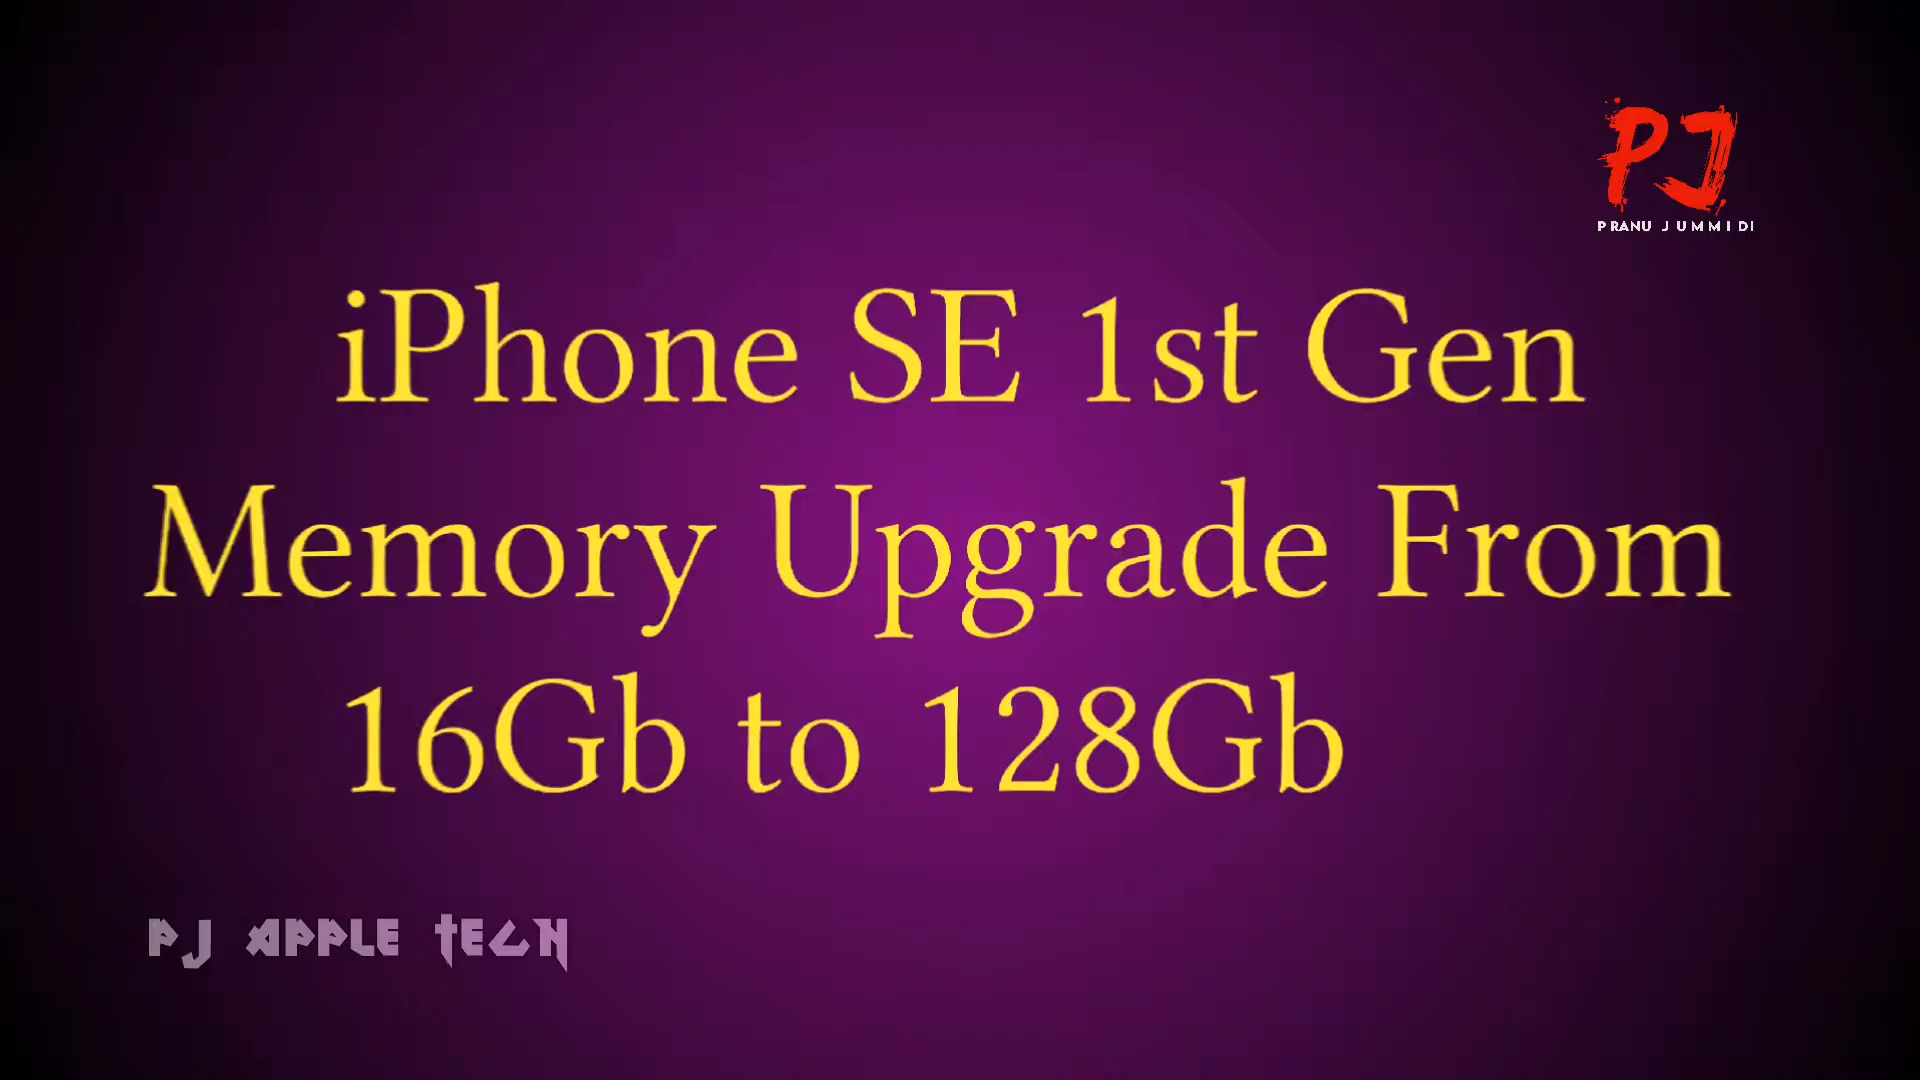 PJ
PRANU JUMMIDI
iPhone SE 1st Gen
Memory Upgrade From
16Gb to 128Gb
PJ APPLE TECH